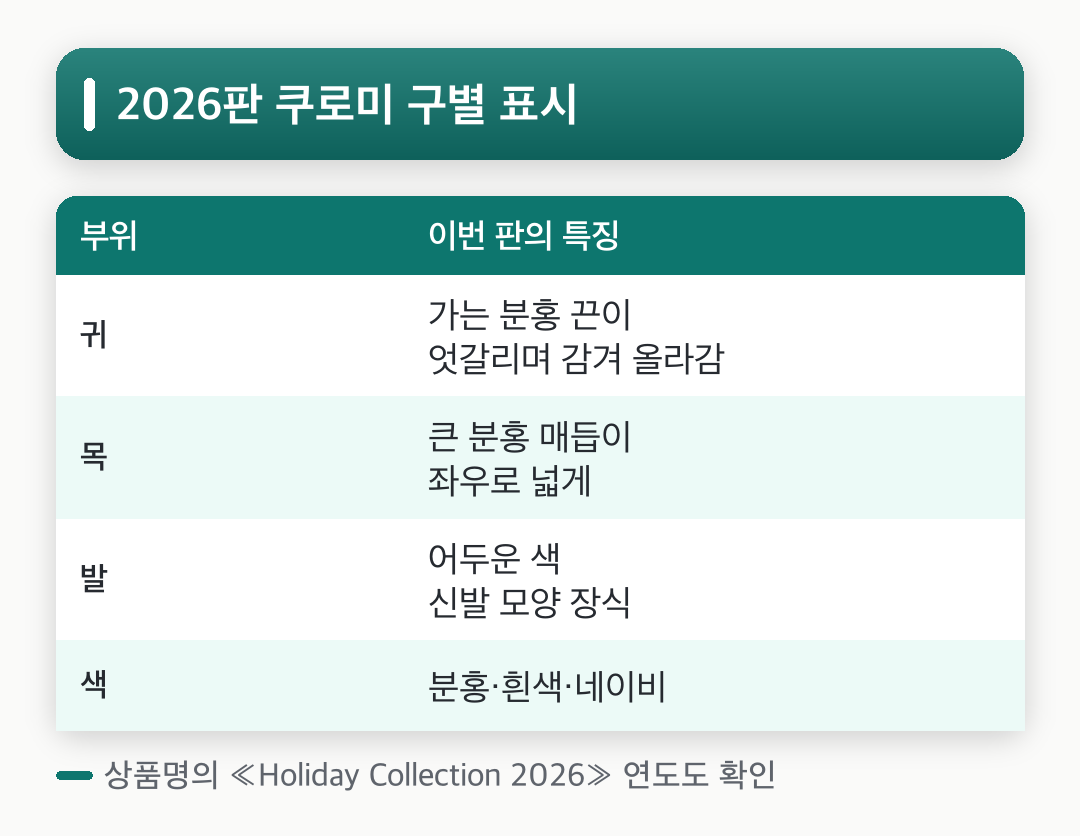 2026판 쿠로미 구별 표시
부위
이번 판의 특징
귀
가는 분홍 끈이
엇갈리며 감겨 올라감
목
큰 분홍 매듭이
좌우로 넓게
발
어두운 색
신발 모양 장식
색
분홍·흰색·네이비
상품명의 ≪Holiday Collection 2026≫ 연도도 확인